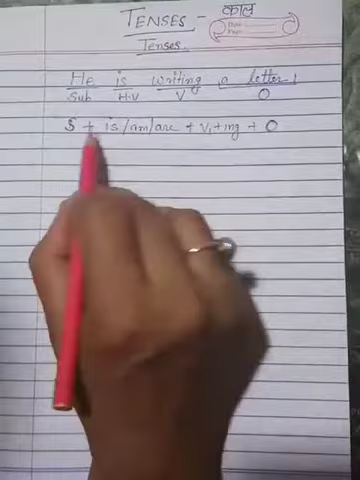 TENSES - काल
Tenses
He is writing a letter!
Sub H.V V O
S + is/am/are + V1+ing + O